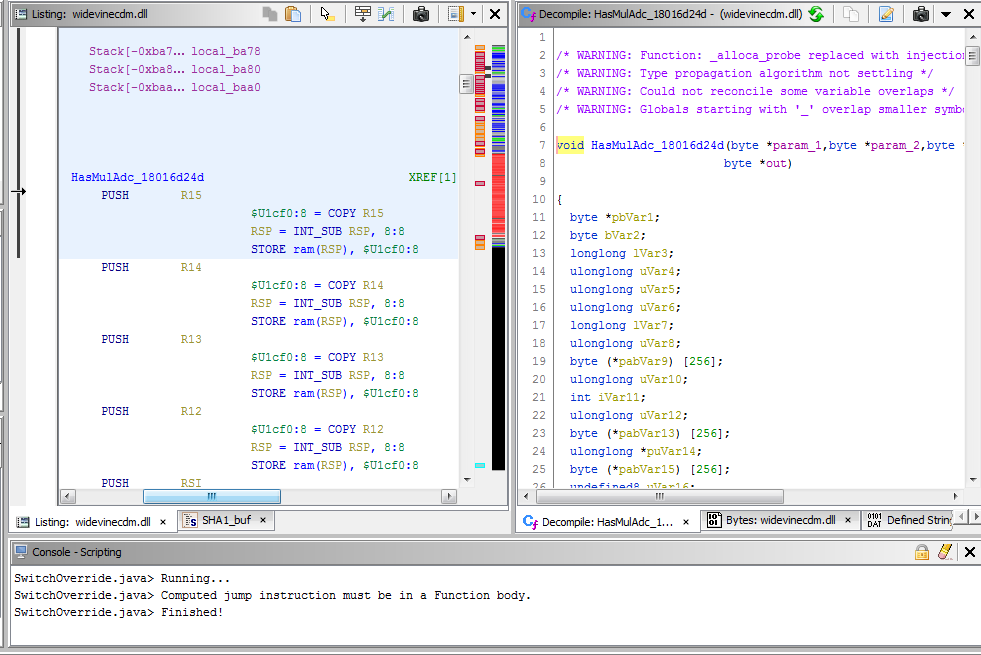 Listing: widevinecdm.dll
Stack[-0xba7... local_ba78
Stack[-0xba8... local_ba80
Stack[-0xbaa... local_baa0
HasMulAdc_18016d24d XREF[1]
PUSH R15
$U1cf0:8 = COPY R15
RSP = INT_SUB RSP, 8:8
STORE ram(RSP), $U1cf0:8
PUSH R14
$U1cf0:8 = COPY R14
RSP = INT_SUB RSP, 8:8
STORE ram(RSP), $U1cf0:8
PUSH R13
$U1cf0:8 = COPY R13
RSP = INT_SUB RSP, 8:8
STORE ram(RSP), $U1cf0:8
PUSH R12
$U1cf0:8 = COPY R12
RSP = INT_SUB RSP, 8:8
STORE ram(RSP), $U1cf0:8
PUSH RSI
Listing: widevinecdm.dll × SHA1_buf ×
Decompile: HasMulAdc_18016d24d - (widevinecdm.dll)
1
2 /* WARNING: Function: _alloca_probe replaced with injection
3 /* WARNING: Type propagation algorithm not settling */
4 /* WARNING: Could not reconcile some variable overlaps */
5 /* WARNING: Globals starting with '_' overlap smaller symb
6
7 void HasMulAdc_18016d24d(byte *param_1,byte *param_2,byte
8 byte *out)
9
10 {
11 byte *pbVar1;
12 byte bVar2;
13 longlong lVar3;
14 ulonglong uVar4;
15 ulonglong uVar5;
16 ulonglong uVar6;
17 longlong lVar7;
18 ulonglong uVar8;
19 byte (*pabVar9) [256];
20 ulonglong uVar10;
21 int iVar11;
22 ulonglong uVar12;
23 byte (*pabVar13) [256];
24 ulonglong *puVar14;
25 byte (*pabVar15) [256];
26 undefined8 uVar16;
Decompile: HasMulAdc_1... × Bytes: widevinecdm.dll × Defined String
Console - Scripting
SwitchOverride.java> Running...
SwitchOverride.java> Computed jump instruction must be in a Function body.
SwitchOverride.java> Finished!